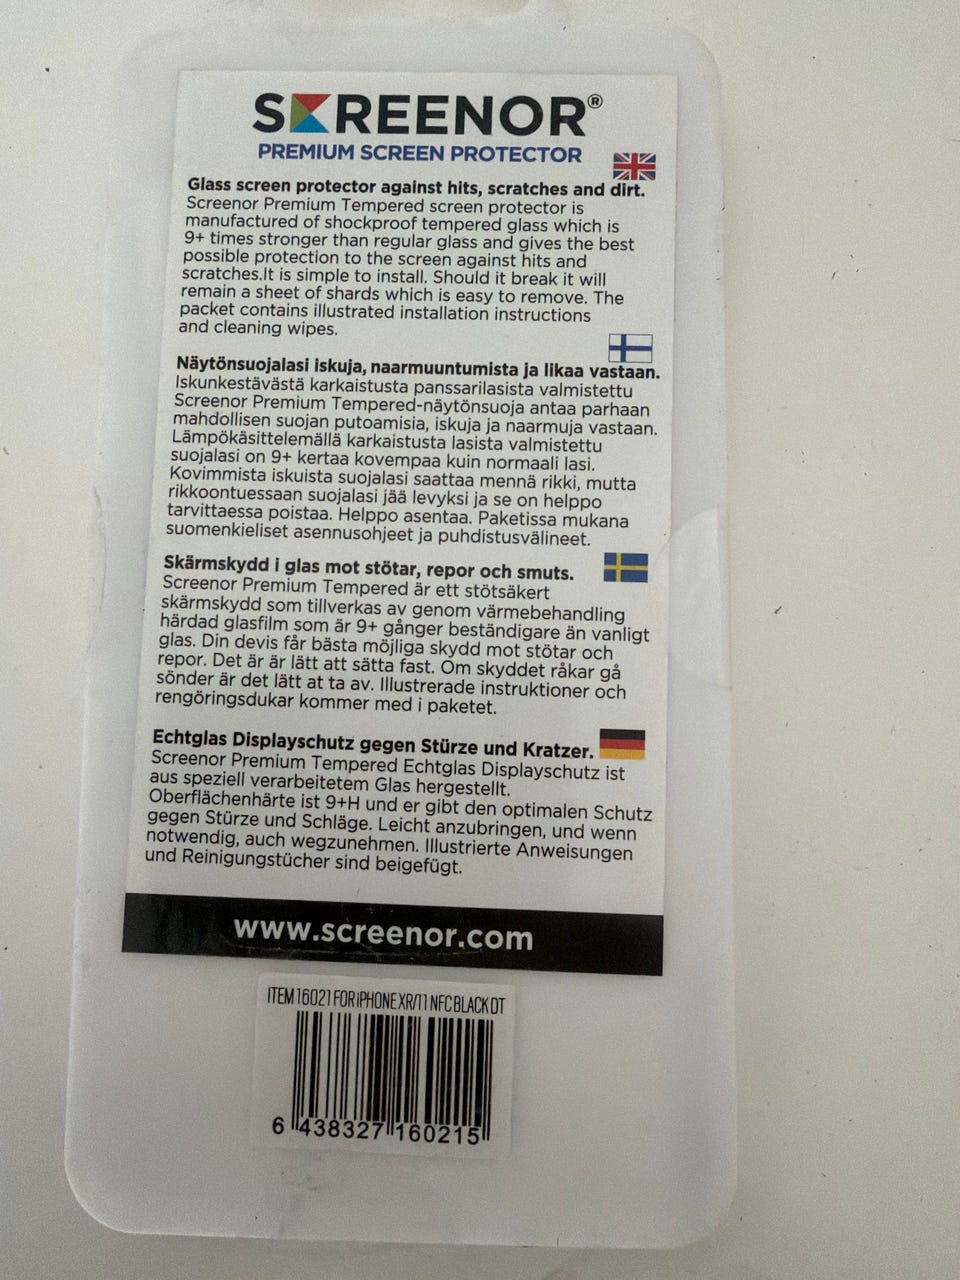 SCREENOR®
PREMIUM SCREEN PROTECTOR
Glass screen protector against hits, scratches and dirt.
Screenor Premium Tempered screen protector is
manufactured of shockproof tempered glass which is
9+ times stronger than regular glass and gives the best
possible protection to the screen against hits and
scratches.It is simple to install. Should it break it will
remain a sheet of shards which is easy to remove. The
packet contains illustrated installation instructions
and cleaning wipes.
Näytönsuojalasi iskuja, naarmuuntumista ja likaa vastaan.
Iskunkestävästä karkaistusta panssarilasista valmistettu
Screenor Premium Tempered-näytönsuoja antaa parhaan
mahdollisen suojan putoamisia, iskuja ja naarmuja vastaan.
Lämpökäsittelemällä karkaistusta lasista valmistettu
suojalasi on 9+ kertaa kovempaa kuin normaali lasi.
Kovimmista iskuista suojalasi saattaa mennä rikki, mutta
rikkoontuessaan suojalasi jää levyksi ja se on helppo
tarvittaessa poistaa. Helppo asentaa. Paketissa mukana
suomenkieliset asennusohjeet ja puhdistusvälineet.
Skärmskydd i glas mot stötar, repor och smuts.
Screenor Premium Tempered är ett stötsäkert
skärmskydd som tillverkas av genom värmebehandling
härdad glasfilm som är 9+ gånger beständigare än vanligt
glas. Din devis får bästa möjliga skydd mot stötar och
repor. Det är är lätt att sätta fast. Om skyddet råkar gå
sönder är det lätt at ta av. Illustrerade instruktioner och
rengöringsdukar kommer med i paketet.
Echtglas Displayschutz gegen Stürze und Kratzer.
Screenor Premium Tempered Echtglas Displayschutz ist
aus speziell verarbeitetem Glas hergestellt.
Oberflächenhärte ist 9+H und er gibt den optimalen Schutz
gegen Stürze und Schläge. Leicht anzubringen, und wenn
notwendig, auch wegzunehmen. Illustrierte Anweisungen
und Reinigungstücher sind beigefügt.
www.screenor.com
ITEM 16021 FOR iPHONE XR/11 NFC BLACK DT
6 438327 160215